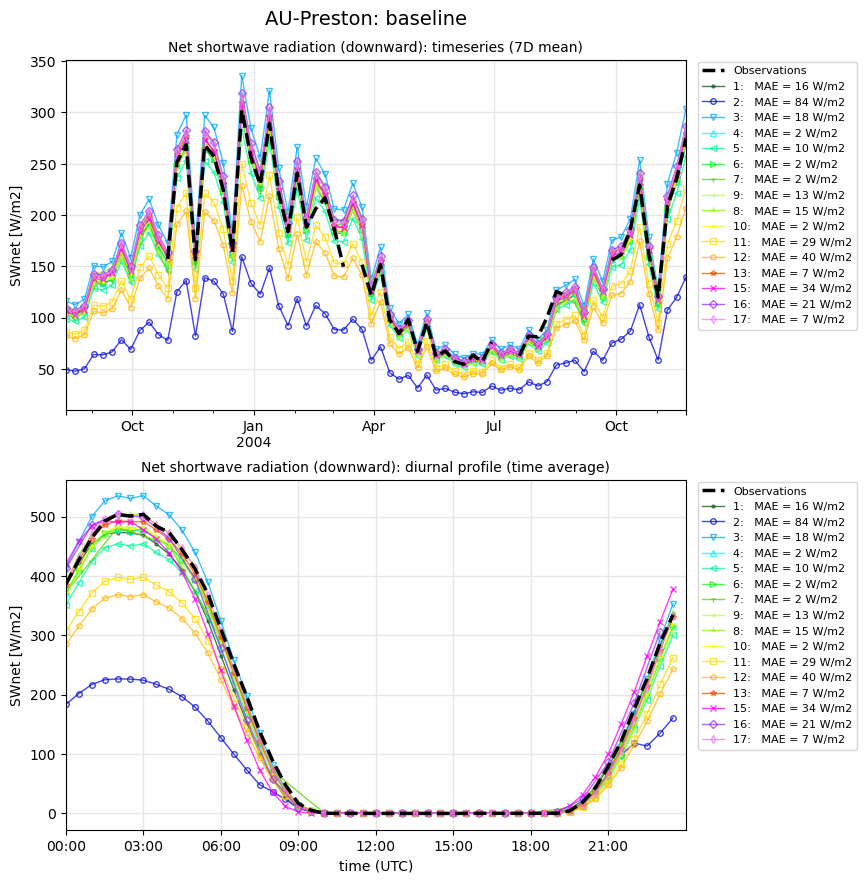 AU-Preston: baseline
Net shortwave radiation (downward): timeseries (7D mean)
SWnet [W/m2]
350
300
250
200
150
100
50
Oct
Jan
2004
Apr
Jul
Oct
Observations
1: MAE = 16 W/m2
2: MAE = 84 W/m2
3: MAE = 18 W/m2
4: MAE = 2 W/m2
5: MAE = 10 W/m2
6: MAE = 2 W/m2
7: MAE = 2 W/m2
9: MAE = 13 W/m2
8: MAE = 15 W/m2
10: MAE = 2 W/m2
11: MAE = 29 W/m2
12: MAE = 40 W/m2
13: MAE = 7 W/m2
15: MAE = 34 W/m2
16: MAE = 21 W/m2
17: MAE = 7 W/m2
Net shortwave radiation (downward): diurnal profile (time average)
SWnet [W/m2]
500
400
300
200
100
0
00:00
03:00
06:00
09:00
12:00
15:00
18:00
21:00
time (UTC)
Observations
1: MAE = 16 W/m2
2: MAE = 84 W/m2
3: MAE = 18 W/m2
4: MAE = 2 W/m2
5: MAE = 10 W/m2
6: MAE = 2 W/m2
7: MAE = 2 W/m2
9: MAE = 13 W/m2
8: MAE = 15 W/m2
10: MAE = 2 W/m2
11: MAE = 29 W/m2
12: MAE = 40 W/m2
13: MAE = 7 W/m2
15: MAE = 34 W/m2
16: MAE = 21 W/m2
17: MAE = 7 W/m2